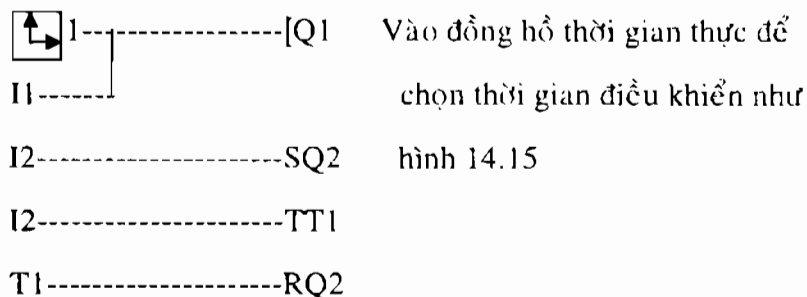 1--------------------[Q1 Vào đồng hồ thời gian thực để
I1------- chọn thời gian điều khiển như
I2--------------------SQ2 hình 14.15
I2--------------------TT1
T1--------------------RQ2